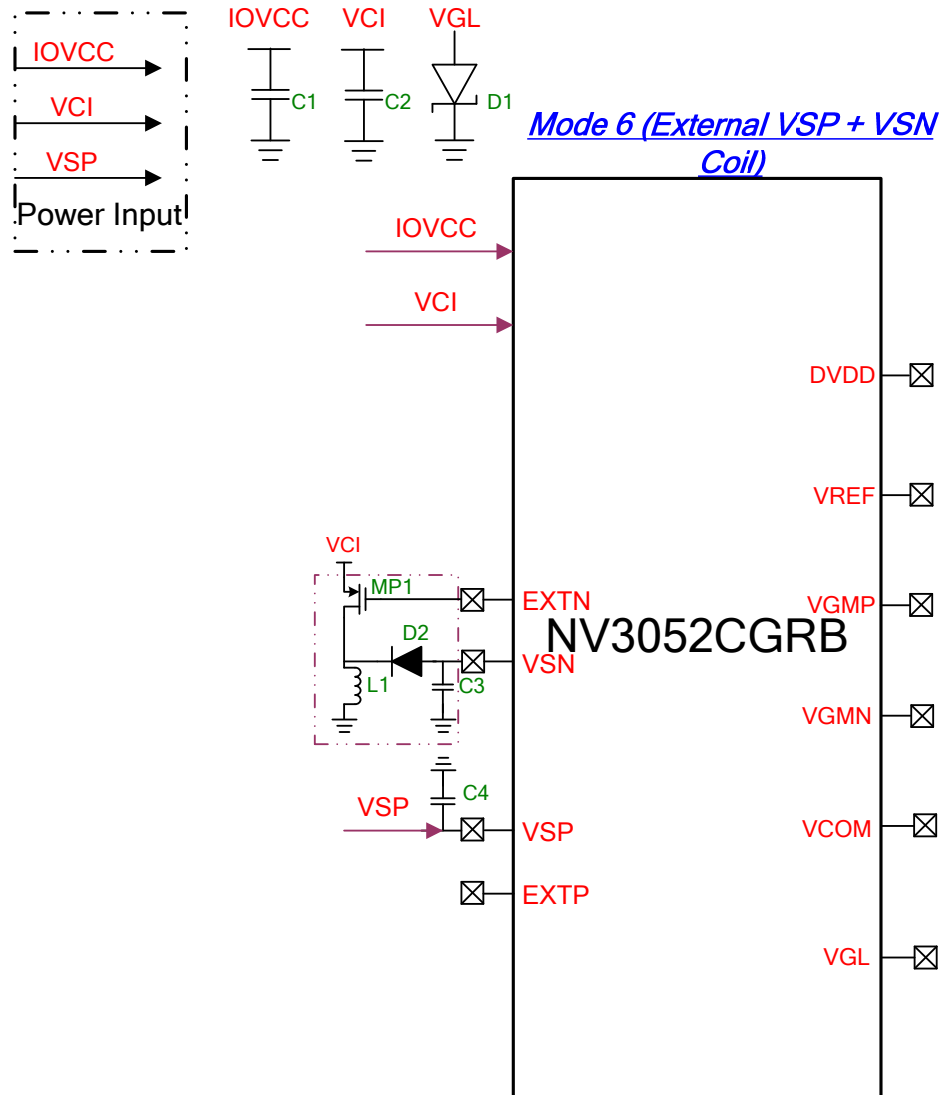 IOVCC VCI VGL
IOVCC
VCI
VSP
Power Input
C1 C2 D1
Mode 6 (External VSP + VSN
Coil)
IOVCC
VCI
DVDD
VREF
VCI
MP1
EXTN
VGMP
NV3052CGRB
D2
VSN
L1
C3
VGMN
C4
VSP
VSP
VCOM
EXTP
VGL